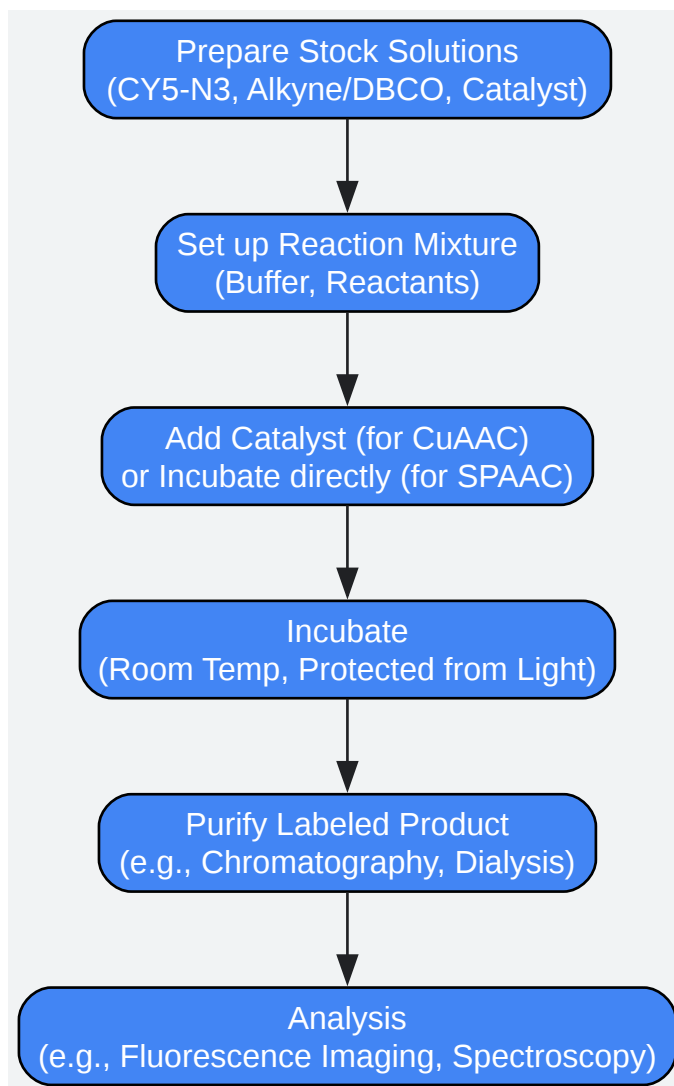 Prepare Stock Solutions
(CY5-N3, Alkyne/DBCO, Catalyst)
Set up Reaction Mixture
(Buffer, Reactants)
Add Catalyst (for CuAAC)
or Incubate directly (for SPAAC)
Incubate
(Room Temp, Protected from Light)
Purify Labeled Product
(e.g., Chromatography, Dialysis)
Analysis
(e.g., Fluorescence Imaging, Spectroscopy)